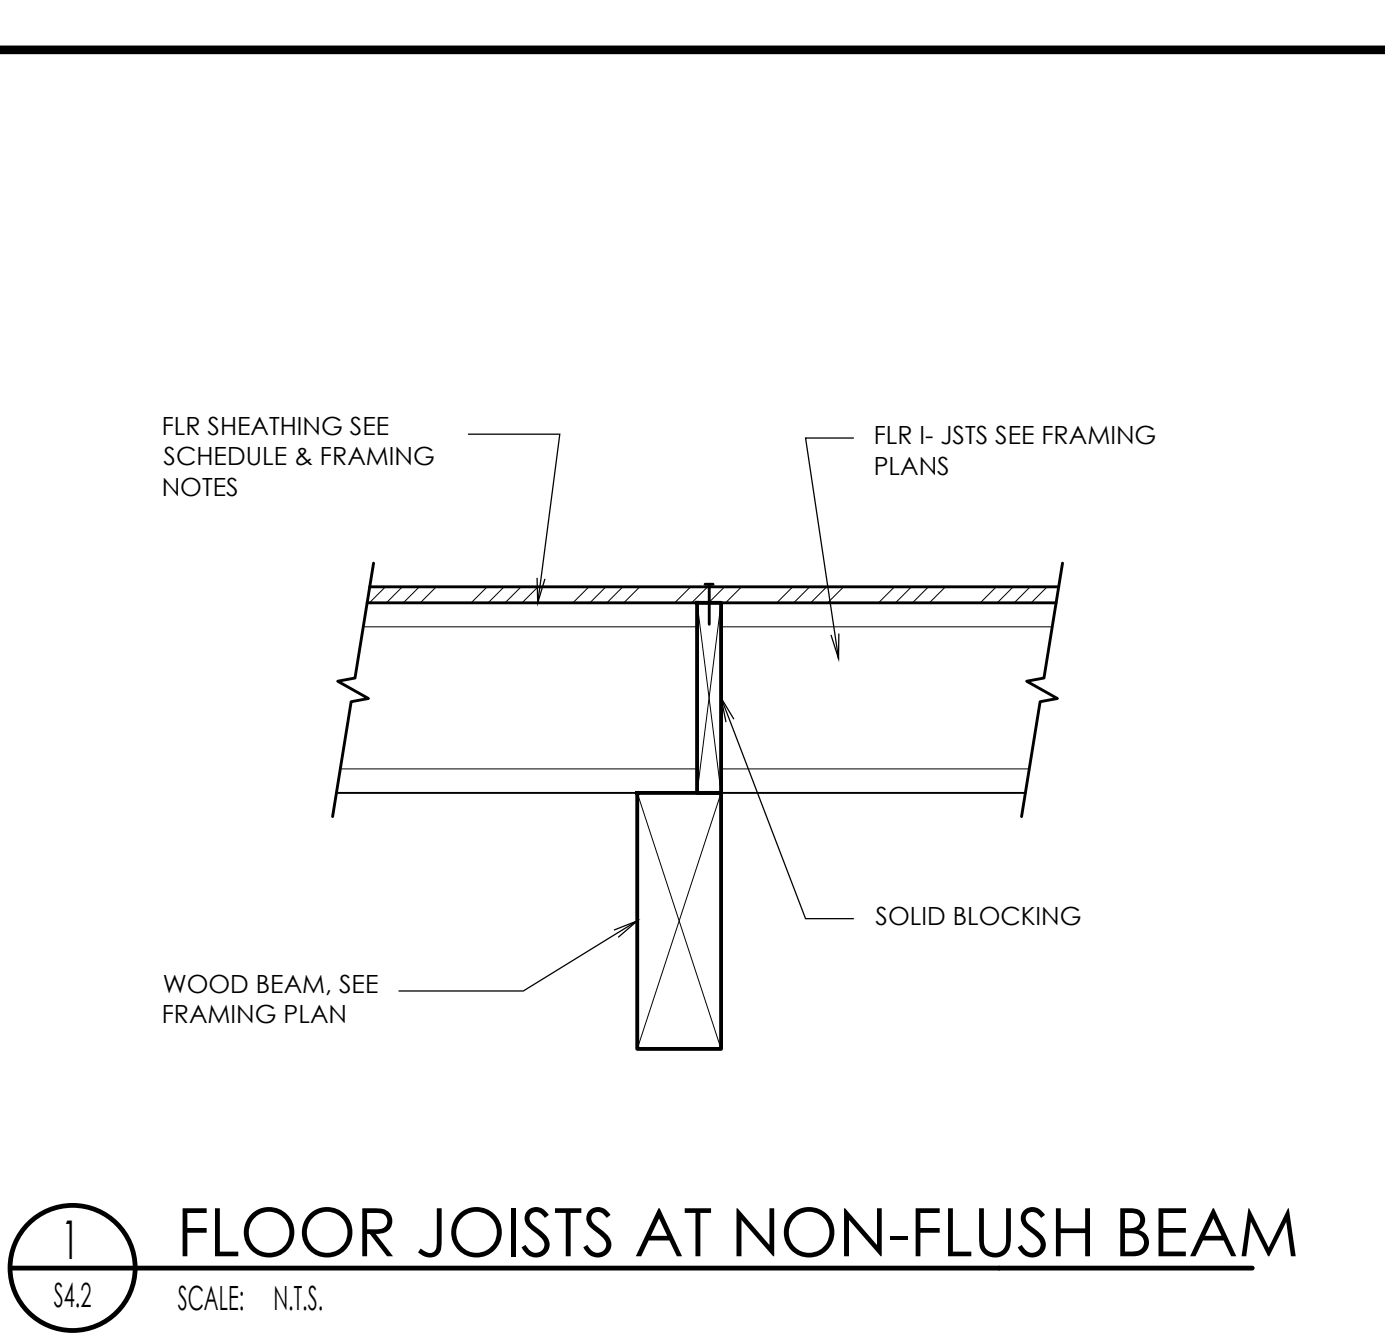 FLR SHEATHING SEE
SCHEDULE & FRAMING
NOTES
FLR I- JSTS SEE FRAMING
PLANS
SOLID BLOCKING
WOOD BEAM, SEE
FRAMING PLAN
1
S4.2
FLOOR JOISTS AT NON-FLUSH BEAM
SCALE: N.T.S.